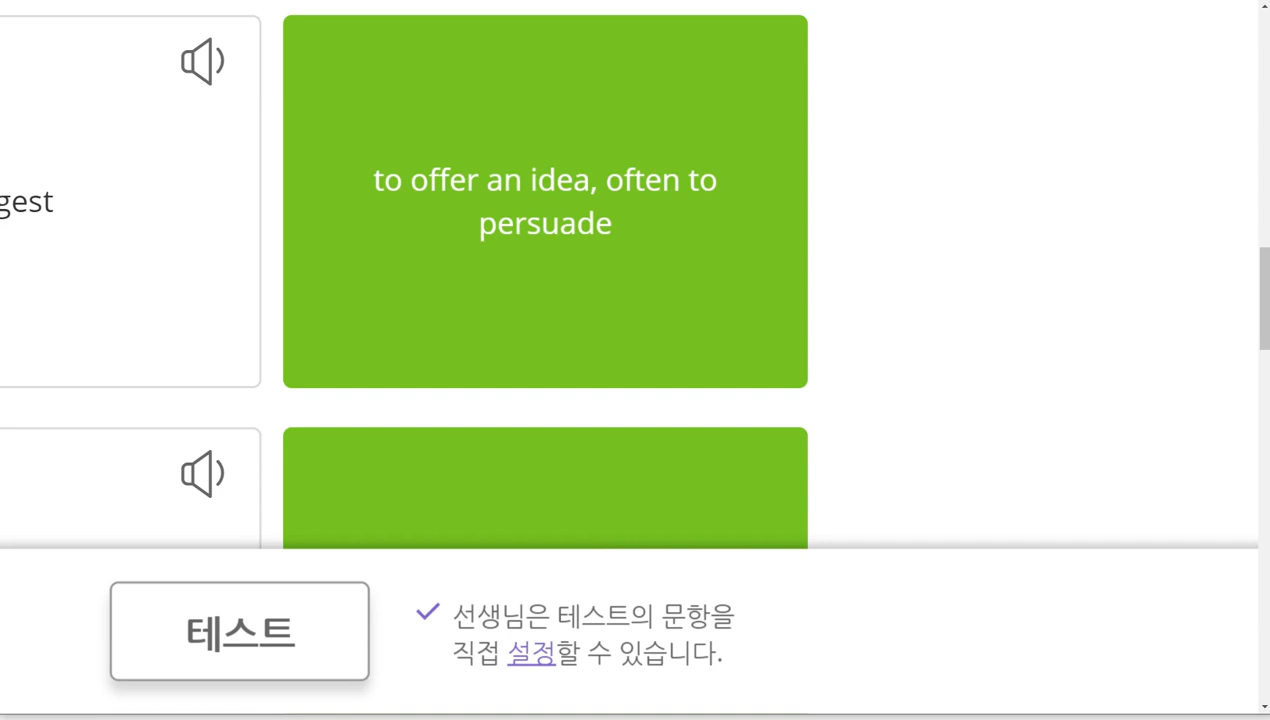 to offer an idea, often to
persuade
gest
테스트
선생님은 테스트의 문항을
직접 설정할 수 있습니다.